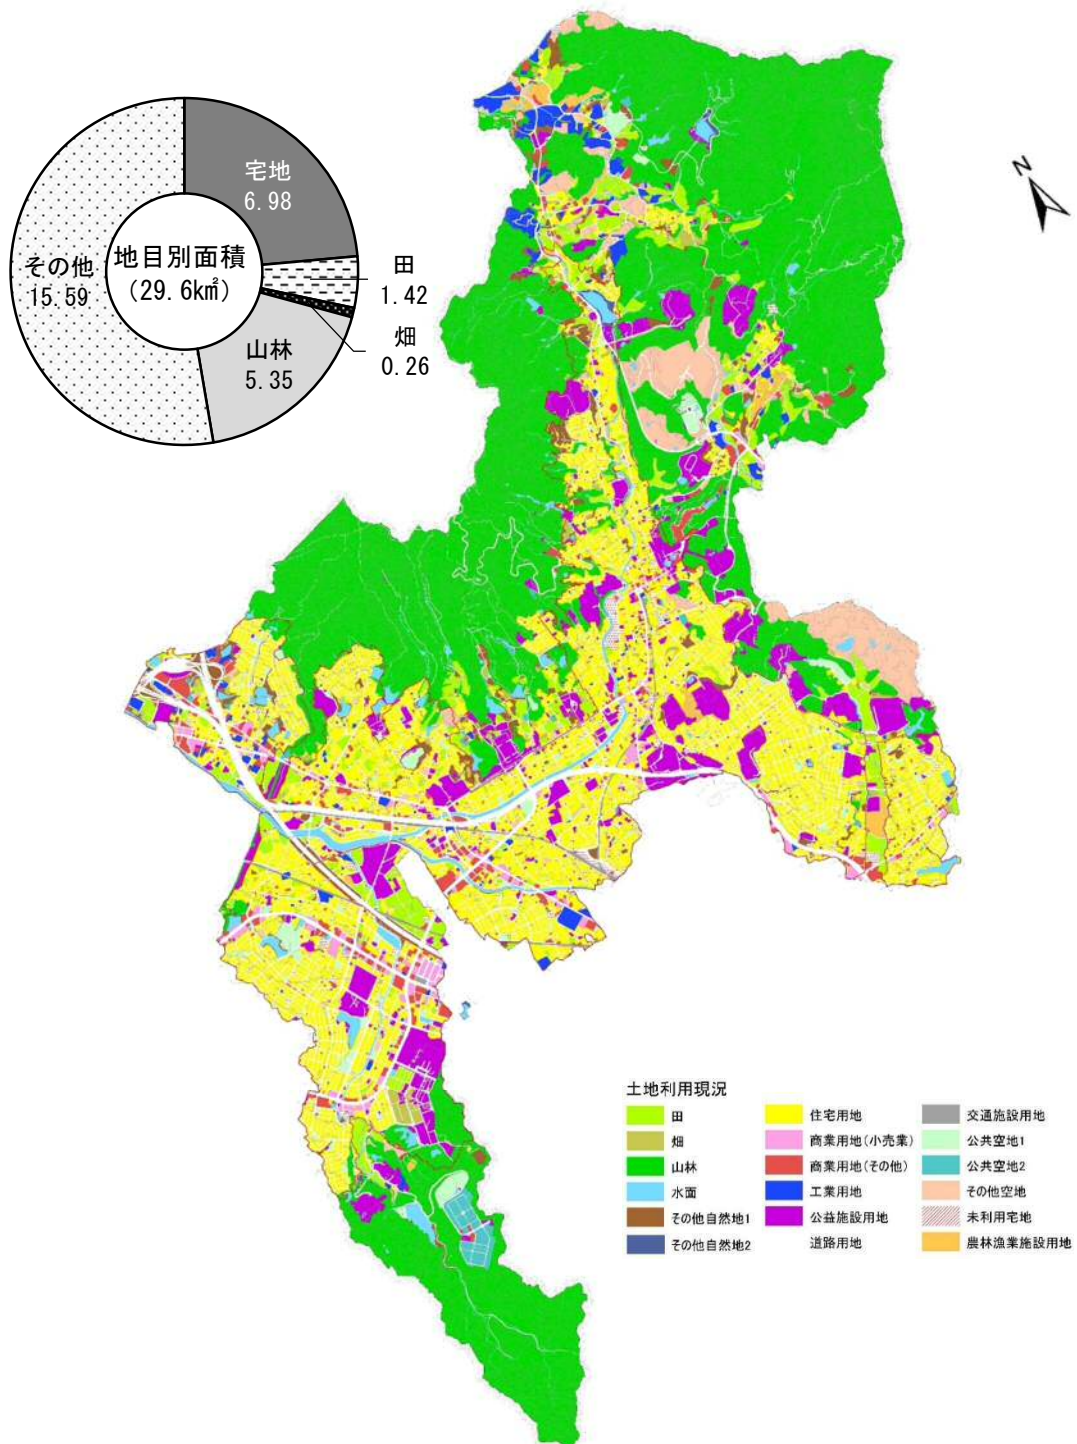 宅地
6.98
その他
15.59
地目別面積
(29.6k㎡)
田
1.42
畑
0.26
山林
5.35
N
土地利用現況
田
畑
山林
水面
その他自然地1
その他自然地2
住宅用地
商業用地(小売業)
商業用地(その他)
工業用地
公益施設用地
道路用地
交通施設用地
公共空地1
公共空地2
その他空地
未利用宅地
農林漁業施設用地